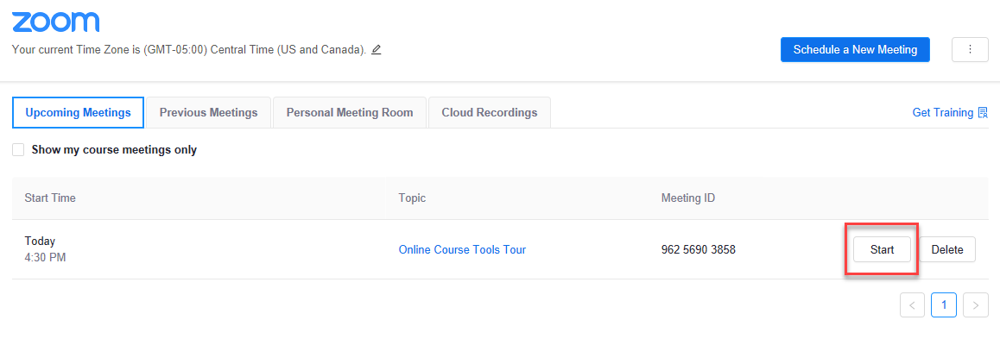 zoom
Your current Time Zone is (GMT-05:00) Central Time (US and Canada).
Schedule a New Meeting
Upcoming Meetings Previous Meetings Personal Meeting Room Cloud Recordings Get Training
Show my course meetings only
Start Time Topic Meeting ID
Today
4:30 PM
Online Course Tools Tour 962 5690 3858 Start Delete
< 1 >